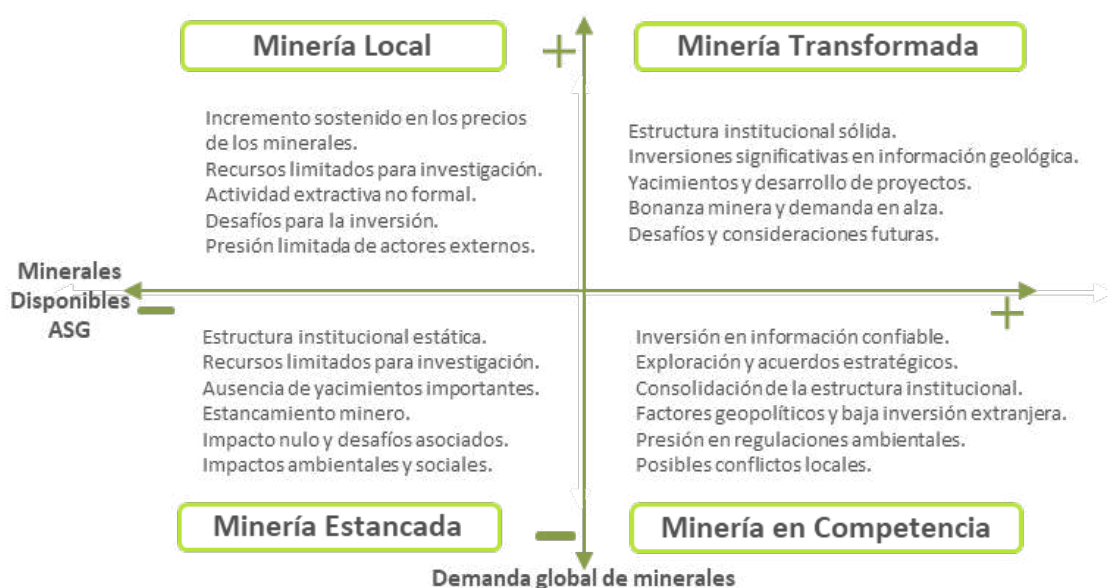 Minería Local
Minería Transformada
Incremento sostenido en los precios
de los minerales.
Recursos limitados para investigación.
Actividad extractiva no formal.
Desafíos para la inversión.
Presión limitada de actores externos.
Estructura institucional sólida.
Inversiones significativas en información geológica.
Yacimientos y desarrollo de proyectos.
Bonanza minera y demanda en alza.
Desafíos y consideraciones futuras.
Minerales
Disponibles
ASG
Estructura institucional estática.
Recursos limitados para investigación.
Ausencia de yacimientos importantes.
Estancamiento minero.
Impacto nulo y desafíos asociados.
Impactos ambientales y sociales.
Inversión en información confiable.
Exploración y acuerdos estratégicos.
Consolidación de la estructura institucional.
Factores geopolíticos y baja inversión extranjera.
Presión en regulaciones ambientales.
Posibles conflictos locales.
Minería Estancada
Minería en Competencia
Demanda global de minerales